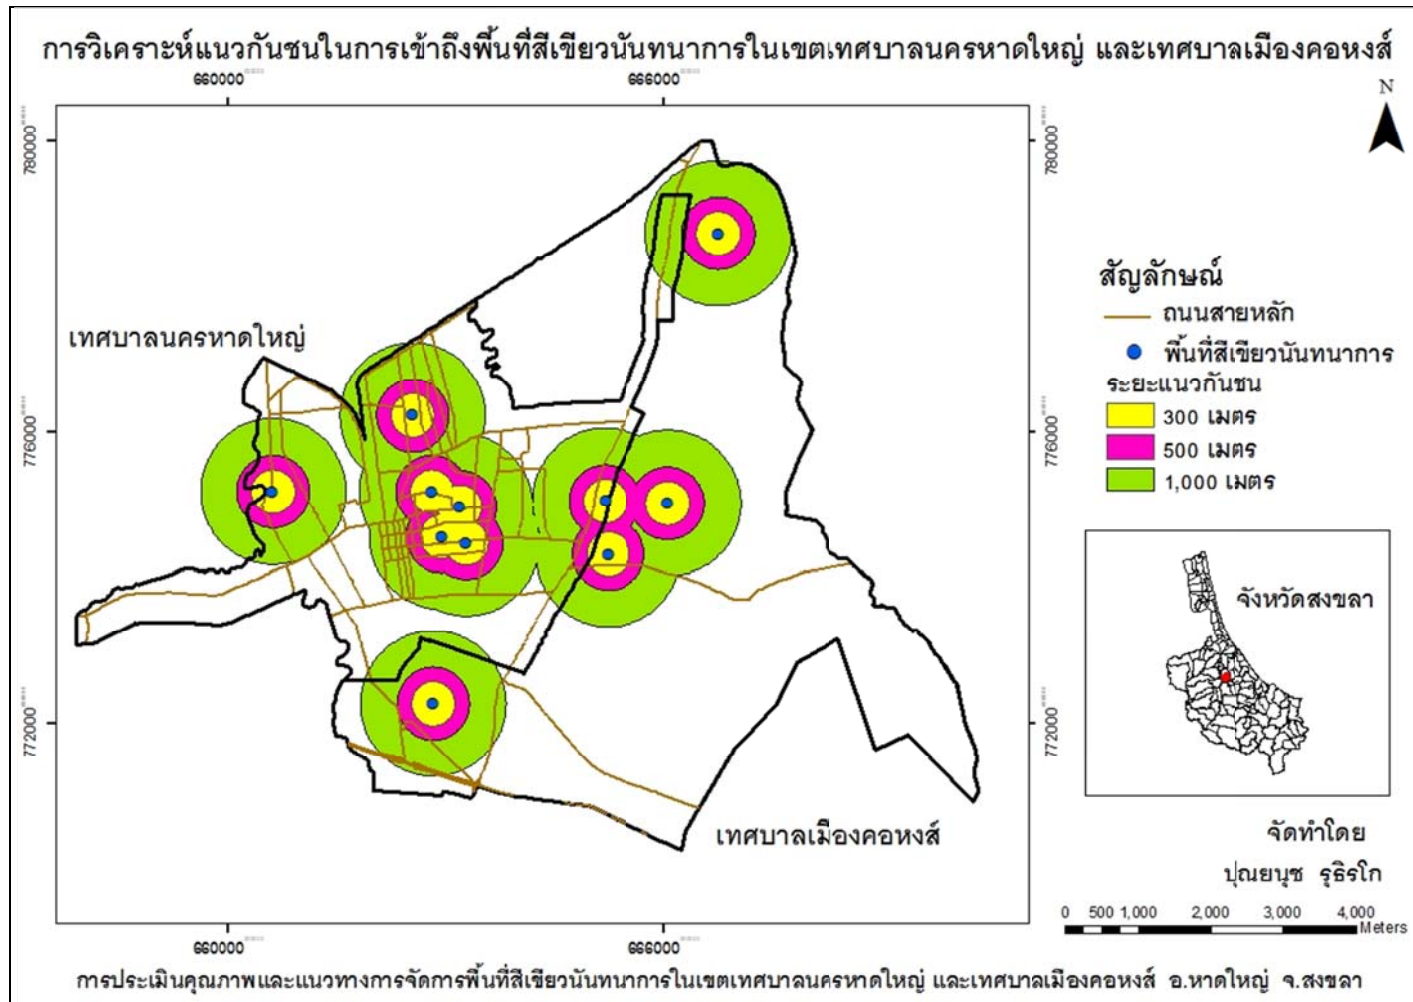 การวิเคราะห์แนวกันชนในการเข้าถึงพื้นที่สีเขียวนันทนาการในเขตเทศบาลนครหาดใหญ่ และเทศบาลเมืองคอหงส์
660000
666000
N
780000
780000
เทศบาลนครหาดใหญ่
สัญลักษณ์
ถนนสายหลัก
พื้นที่สีเขียวนันทนาการ
ระยะแนวกันชน
300 เมตร
500 เมตร
1,000 เมตร
776000
776000
จังหวัดสงขลา
772000
772000
เทศบาลเมืองคอหงส์
จัดทำโดย
ปุณยนุช รุธิรโก
0 500 1,000 2,000 3,000 4,000
Meters
660000
666000
การประเมินคุณภาพและแนวทางการจัดการพื้นที่สีเขียวนันทนาการในเขตเทศบาลนครหาดใหญ่ และเทศบาลเมืองคอหงส์ อ.หาดใหญ่ จ.สงขลา